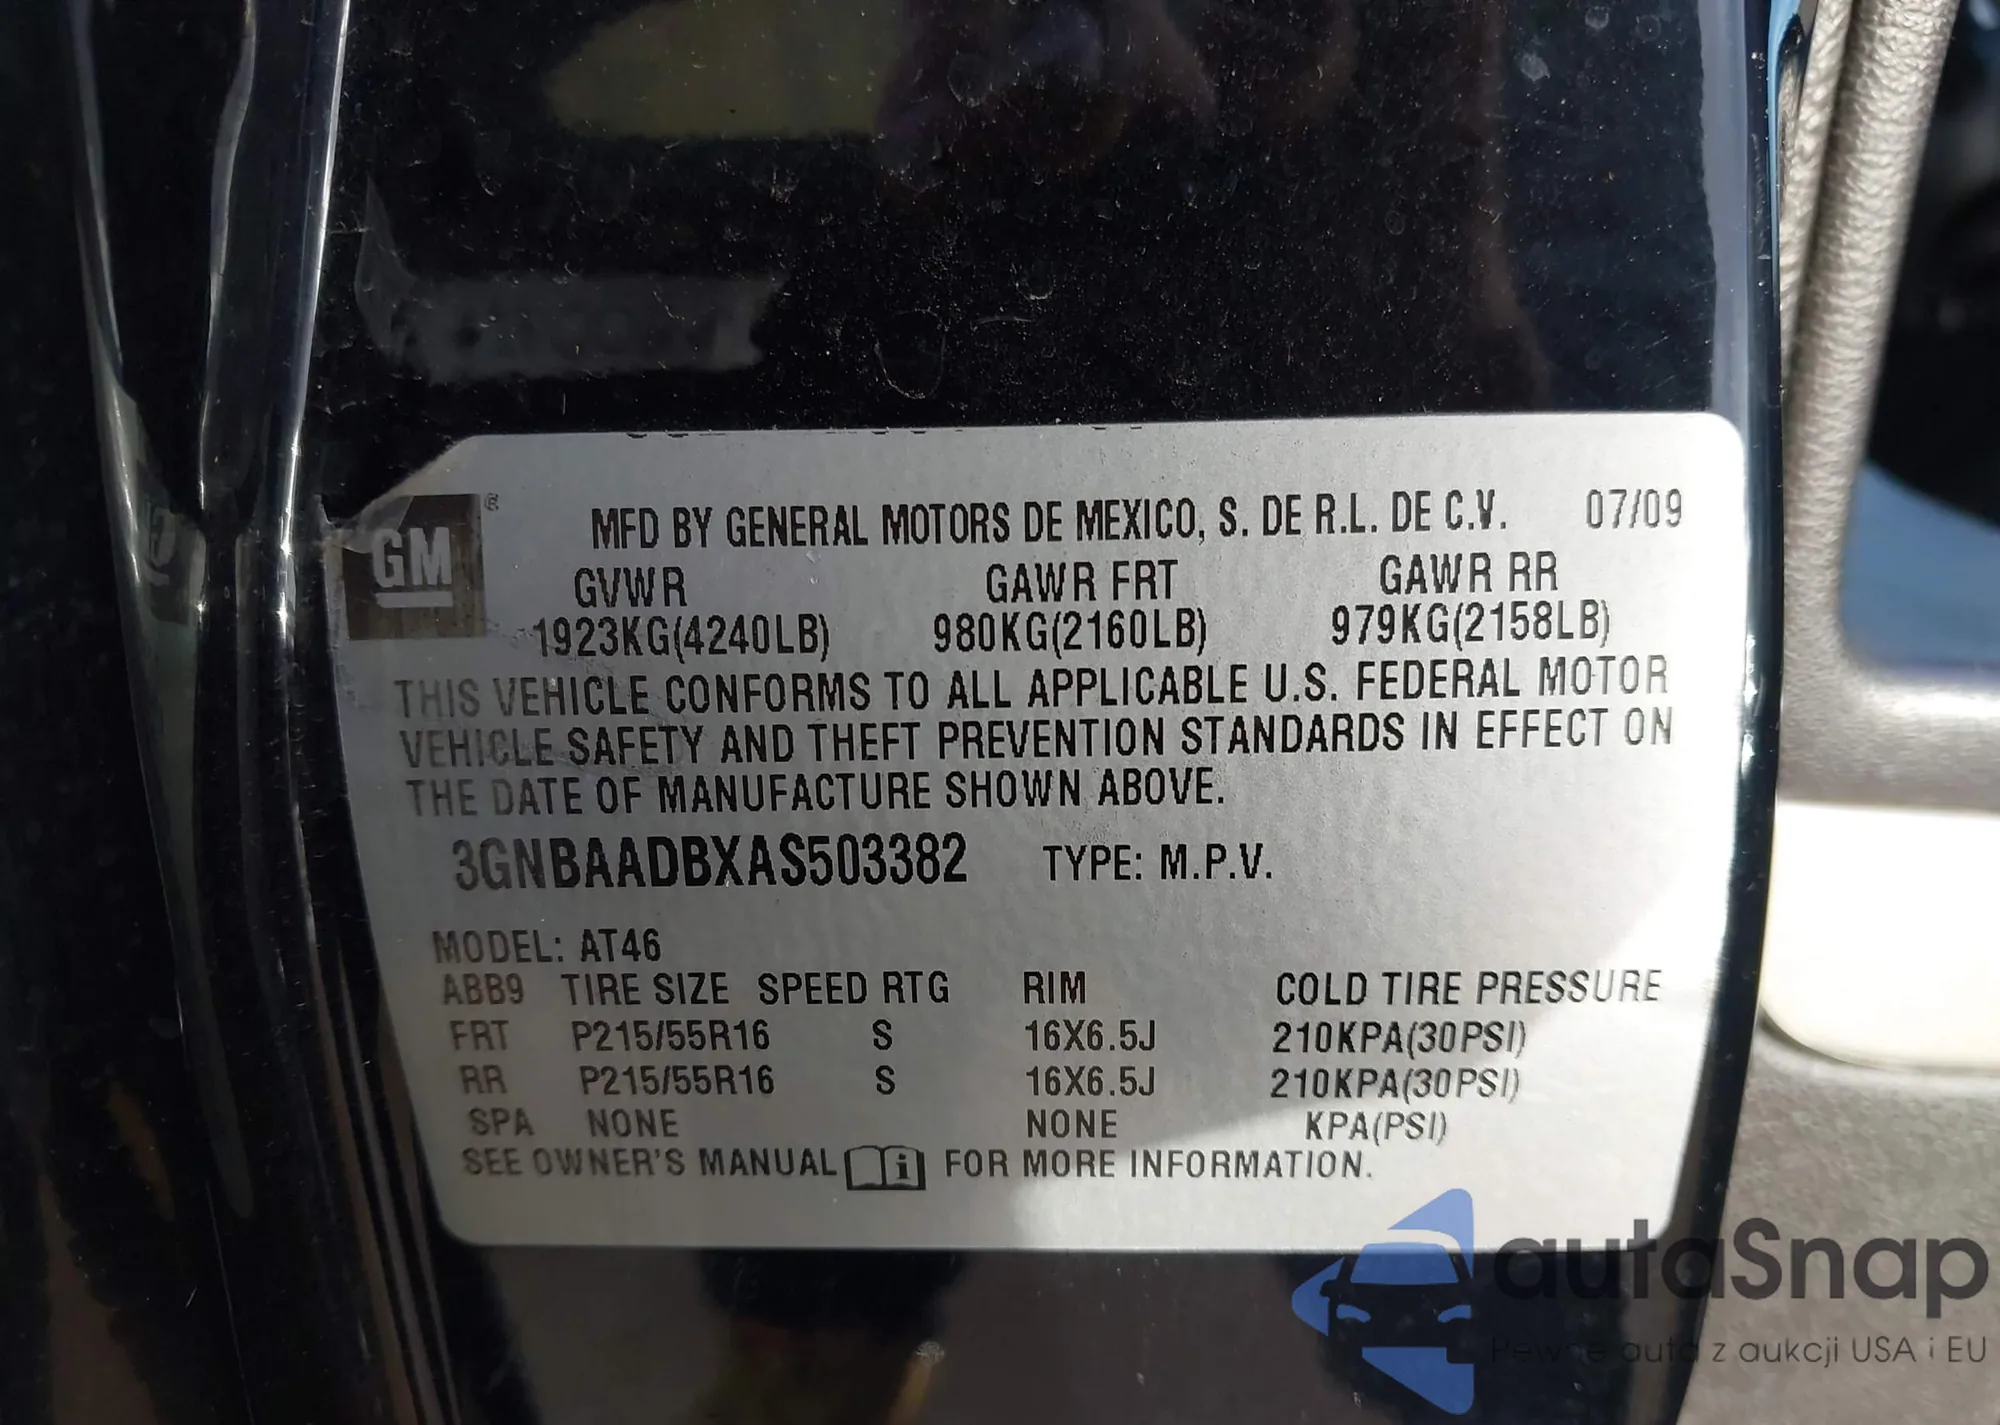 GM ®
MFD BY GENERAL MOTORS DE MEXICO, S. DE R.L. DE C.V. 07/09
GVWR GAWR FRT GAWR RR
1923KG(4240LB) 980KG(2160LB) 979KG(2158LB)
THIS VEHICLE CONFORMS TO ALL APPLICABLE U.S. FEDERAL MOTOR
VEHICLE SAFETY AND THEFT PREVENTION STANDARDS IN EFFECT ON
THE DATE OF MANUFACTURE SHOWN ABOVE.
3GNBAADBXAS503382 TYPE: M.P.V.
MODEL: AT46
ABB9 TIRE SIZE SPEED RTG RIM COLD TIRE PRESSURE
FRT P215/55R16 S 16X6.5J 210KPA(30PSI)
RR P215/55R16 S 16X6.5J 210KPA(30PSI)
SPA NONE NONE KPA(PSI)
SEE OWNER'S MANUAL i FOR MORE INFORMATION.
autaSnap
Pewne auta z aukcji USA i EU